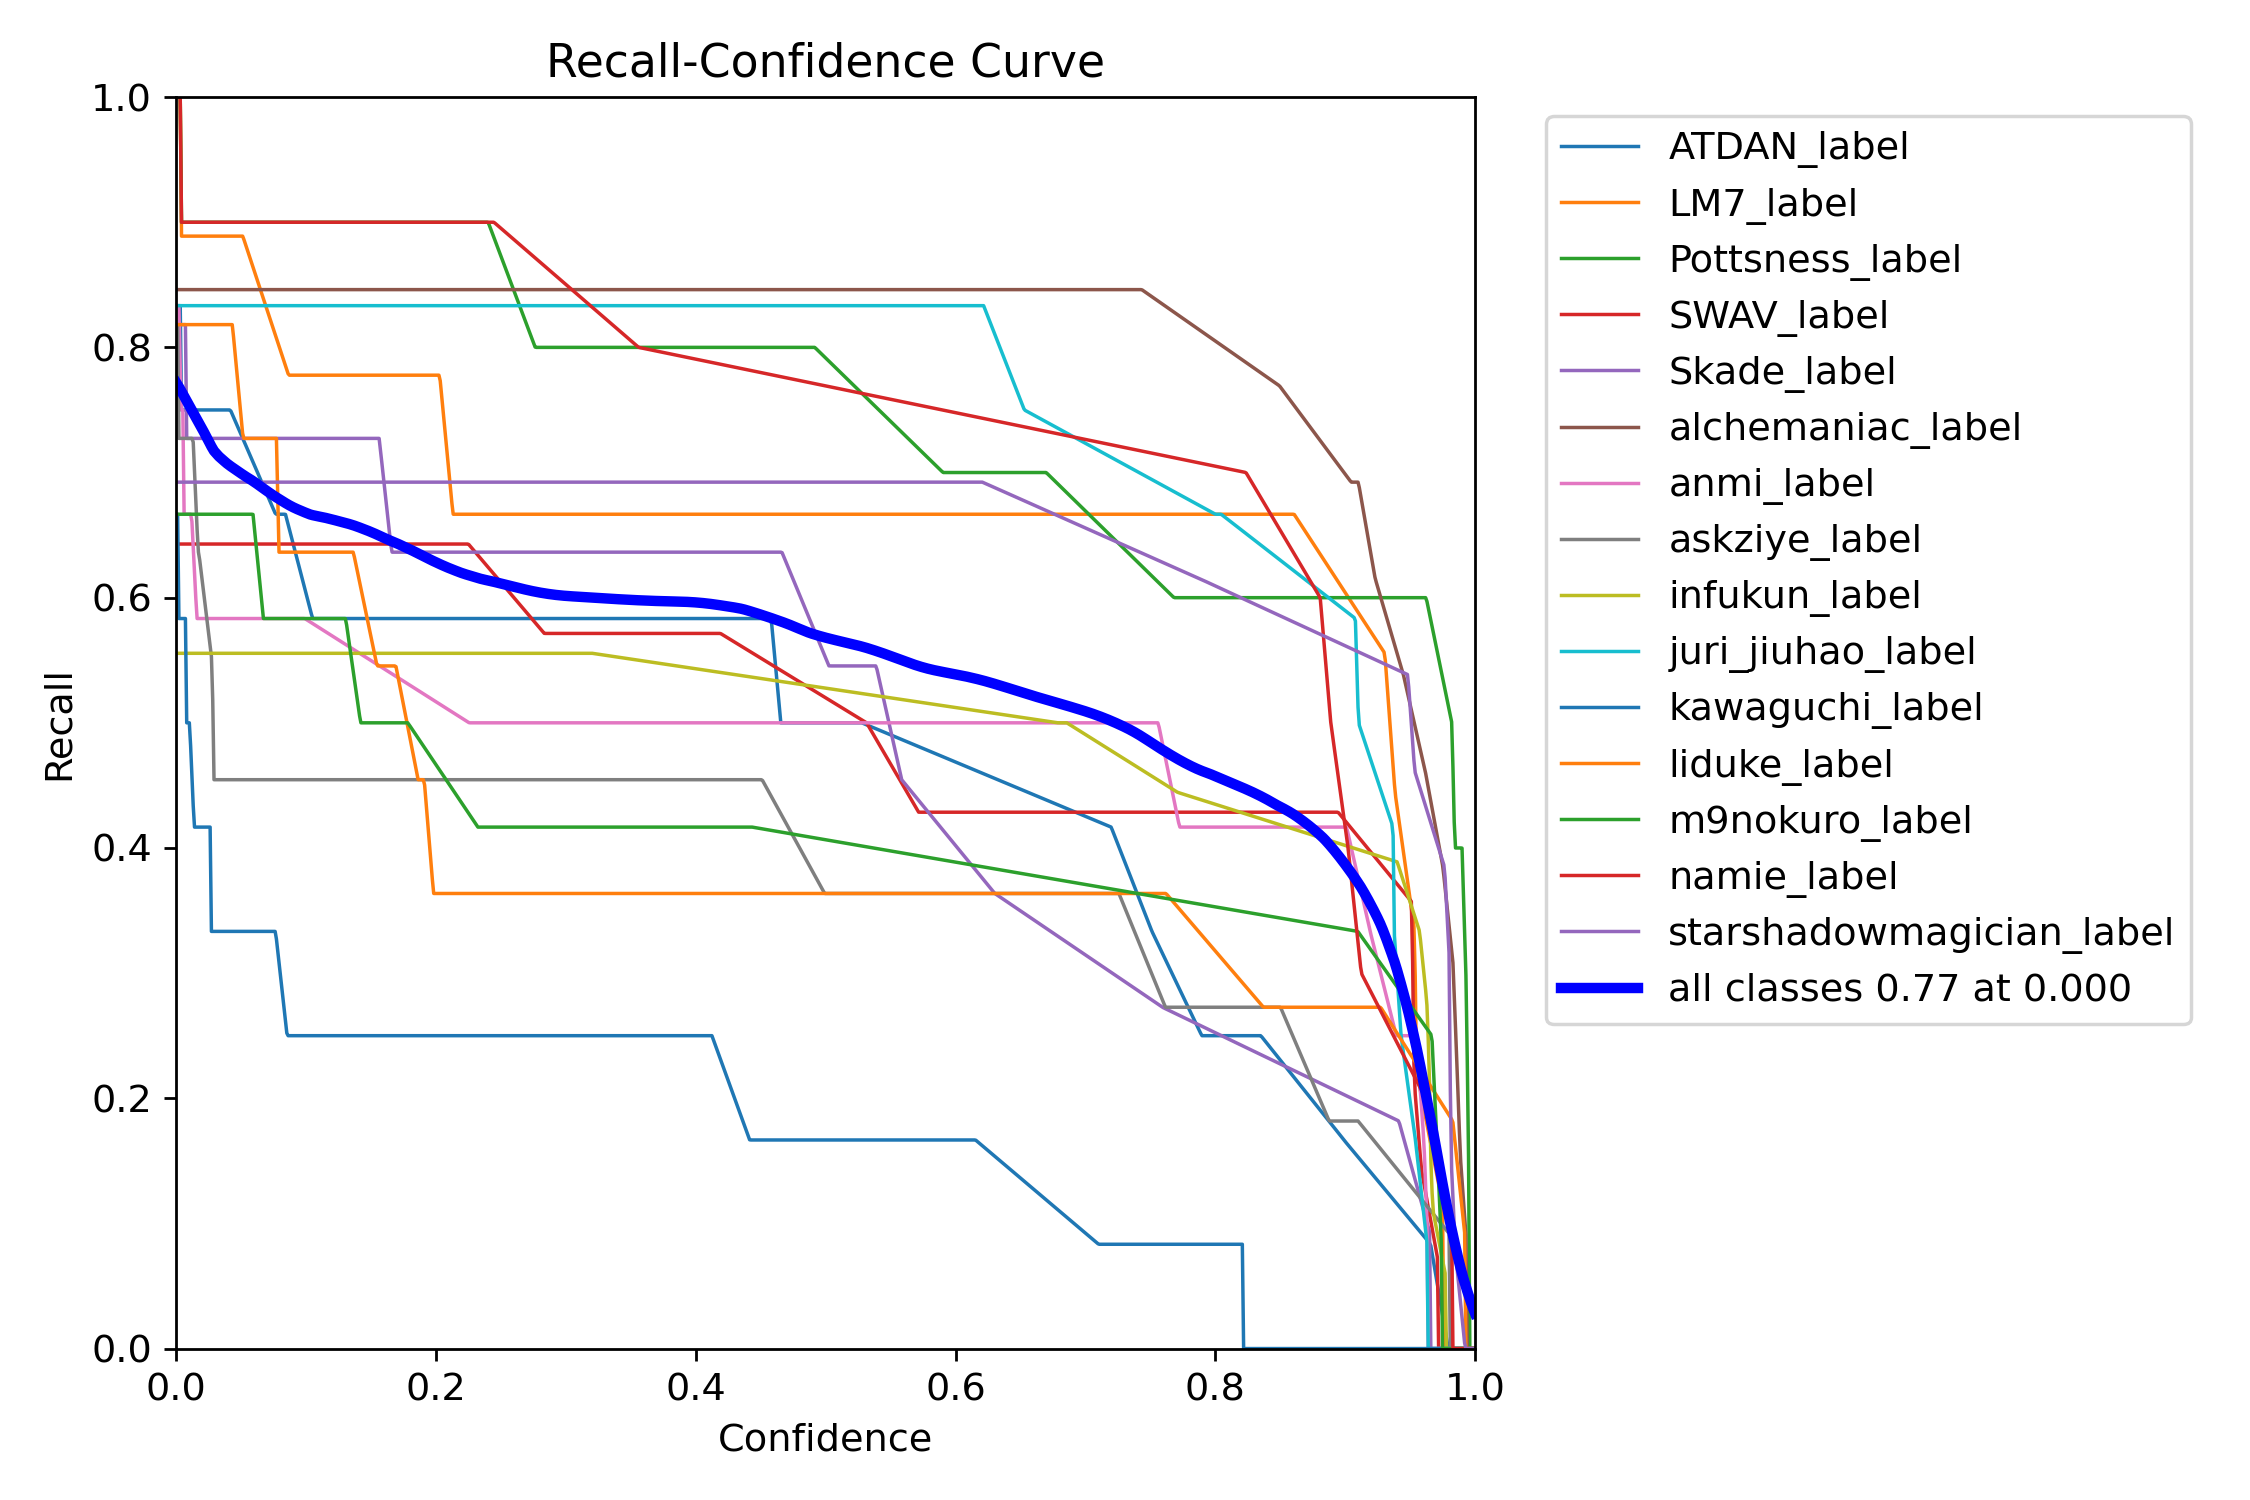 Recall-Confidence Curve
1.0
0.8
0.6
0.4
0.2
0.0
Recall
0.0 0.2 0.4 0.6 0.8 1.0
Confidence
ATDAN_label
LM7_label
Pottsness_label
SWAV_label
Skade_label
alchemaniac_label
anmi_label
askziye_label
infukun_label
juri_jiuhao_label
kawaguchi_label
liduke_label
m9nokuro_label
namie_label
starshadowmagician_label
all classes 0.77 at 0.000